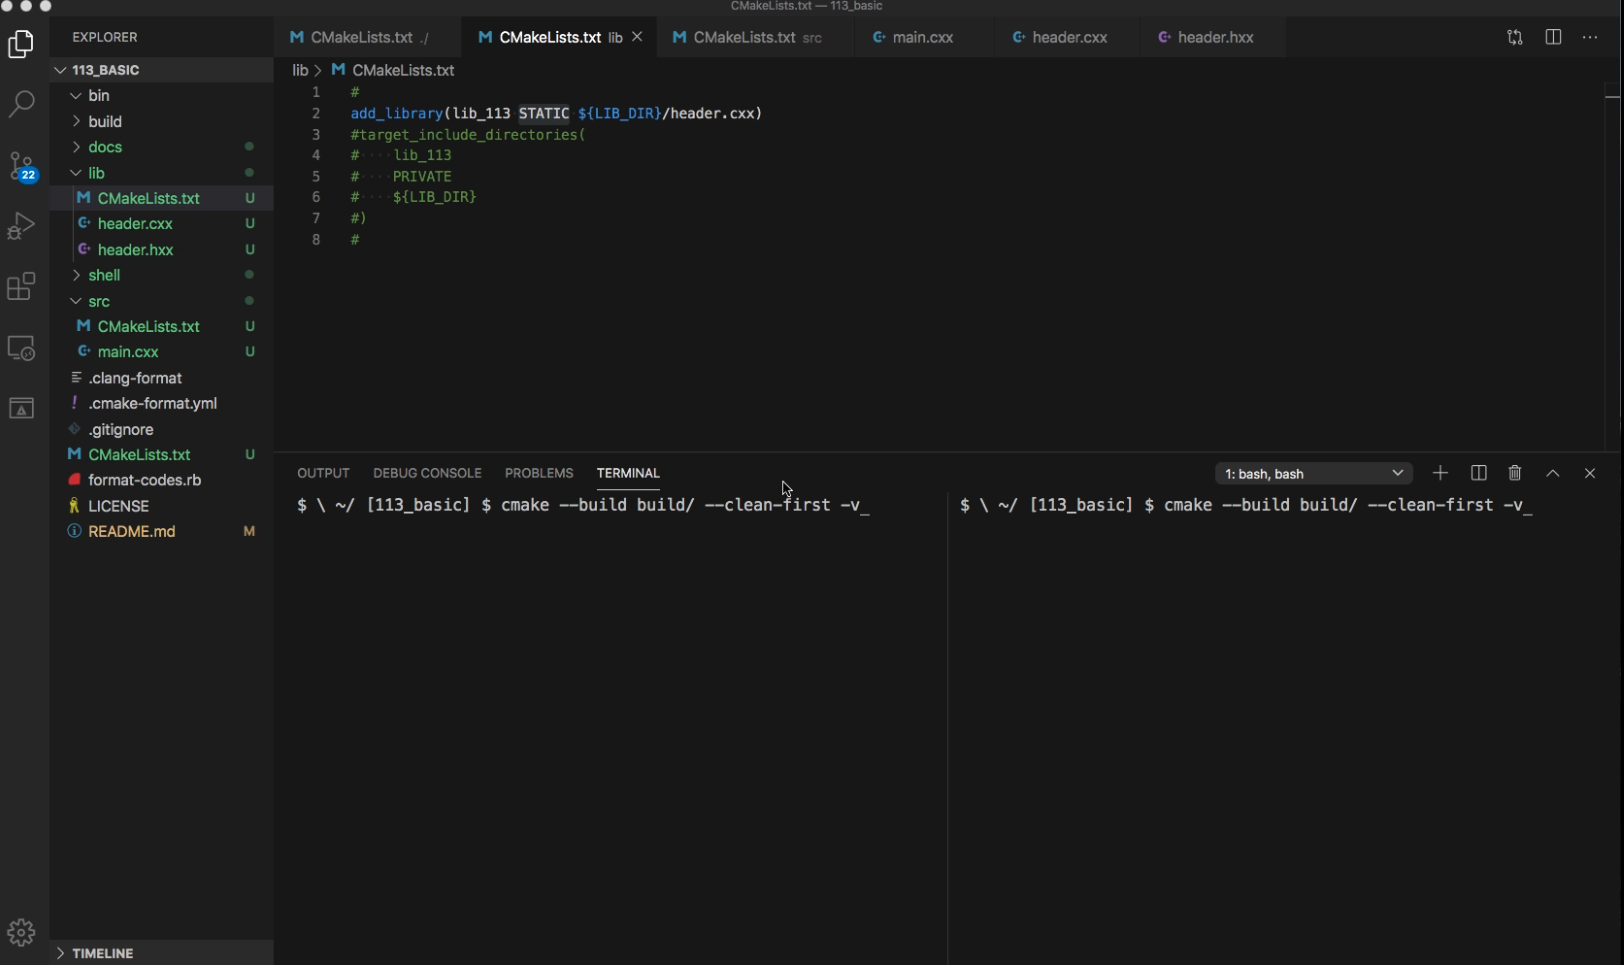 CMakeLists.txt — 113_basic
EXPLORER
CMakeLists.txt ./
CMakeLists.txt lib
CMakeLists.txt src
main.cxx
header.cxx
header.hxx
113_BASIC
bin
build
docs
lib
CMakeLists.txt U
header.cxx U
header.hxx U
shell
src
CMakeLists.txt U
main.cxx U
.clang-format
.cmake-format.yml
.gitignore
CMakeLists.txt U
format-codes.rb
LICENSE
README.md M
TIMELINE
22
lib > CMakeLists.txt
1 #
2 add_library(lib_113 STATIC ${LIB_DIR}/header.cxx)
3 #target_include_directories(
4 #····lib_113
5 #····PRIVATE
6 #····${LIB_DIR}
7 #)
8 #
OUTPUT DEBUG CONSOLE PROBLEMS TERMINAL
1: bash, bash
$ \ ~/ [113_basic] $ cmake --build build/ --clean-first -v_
$ \ ~/ [113_basic] $ cmake --build build/ --clean-first -v_